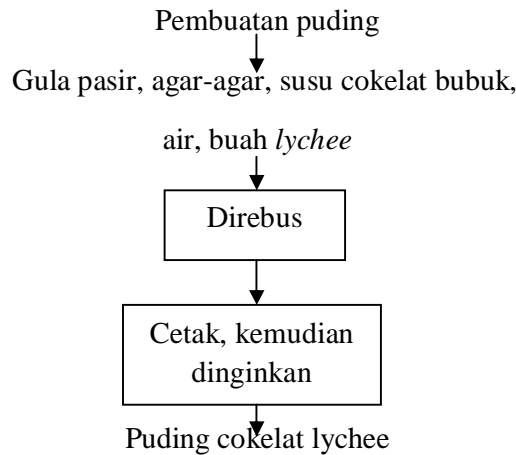 Pembuatan puding
Gula pasir, agar-agar, susu cokelat bubuk,
air, buah lychee
Direbus
Cetak, kemudian
dinginkan
Puding cokelat lychee